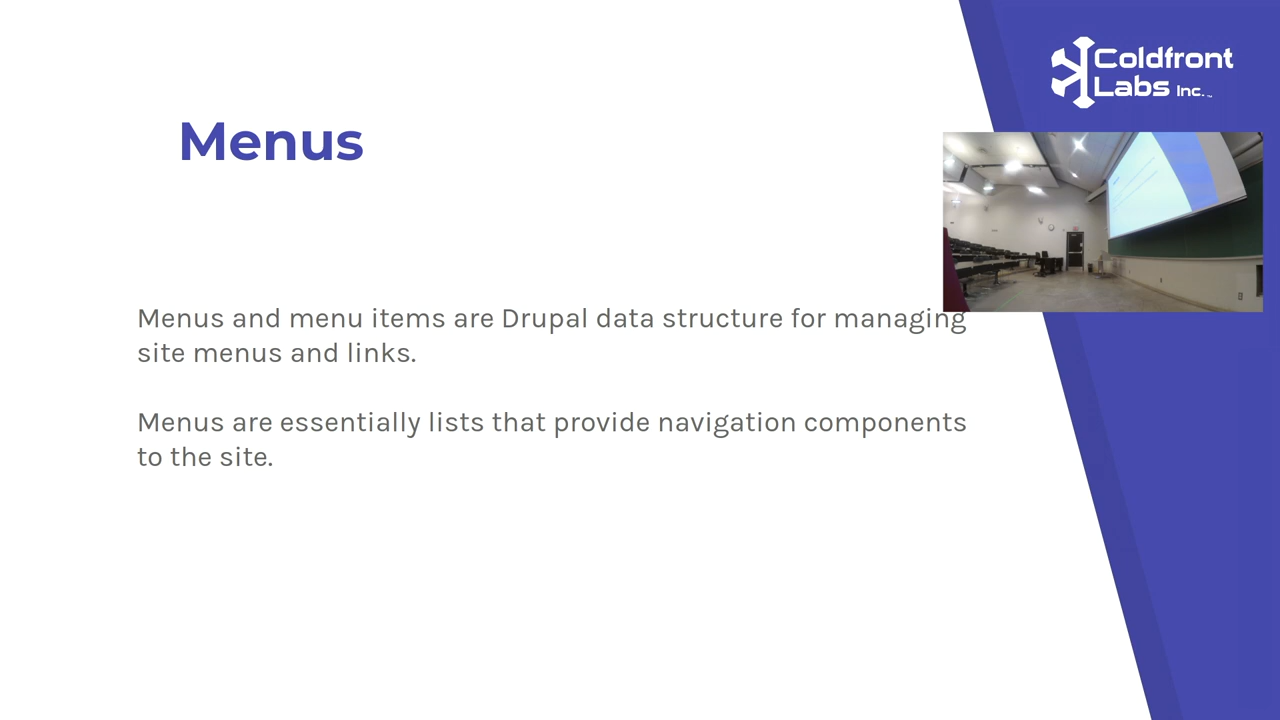 Coldfront
Labs Inc.
Menus
Menus and menu items are Drupal data structure for managing
site menus and links.
Menus are essentially lists that provide navigation components
to the site.